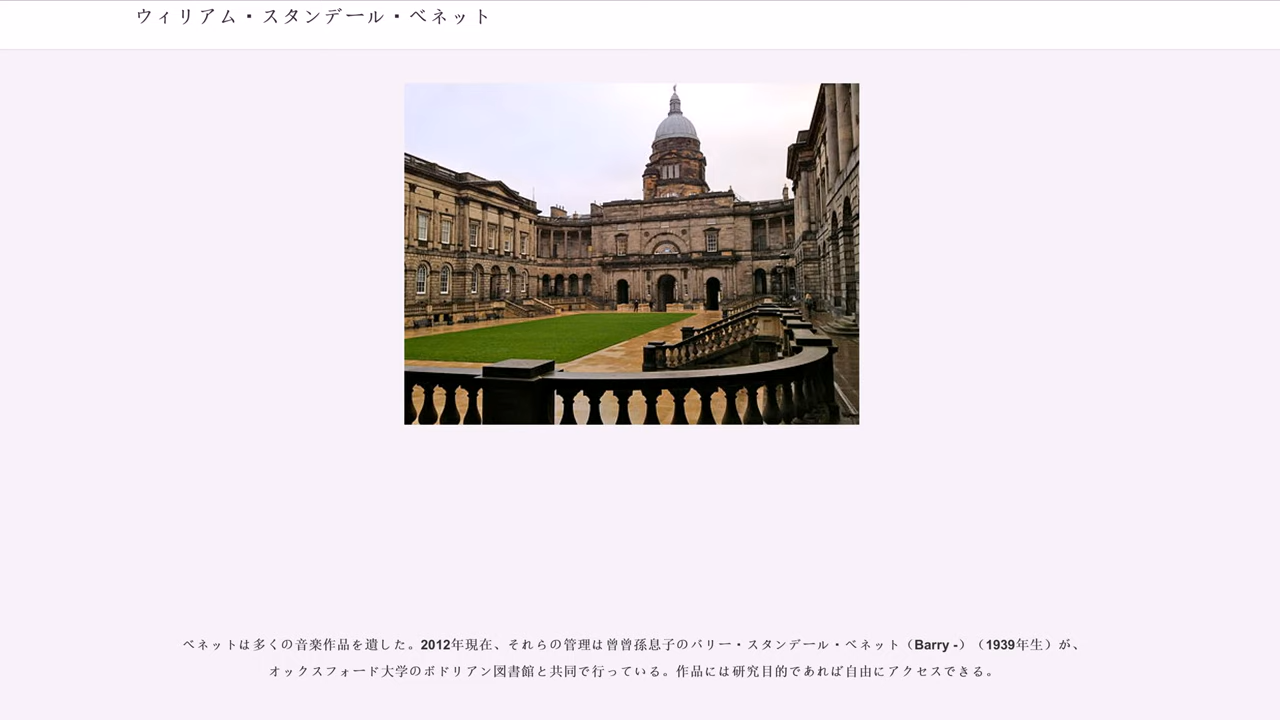 ウィリアム・スタンデール・ベネット
ベネットは多くの音楽作品を遺した。2012年現在、それらの管理は曾曾孫息子のバリー・スタンデール・ベネット（Barry -）（1939年生）が、
オックスフォード大学のボドリアン図書館と共同で行っている。作品には研究目的であれば自由にアクセスできる。